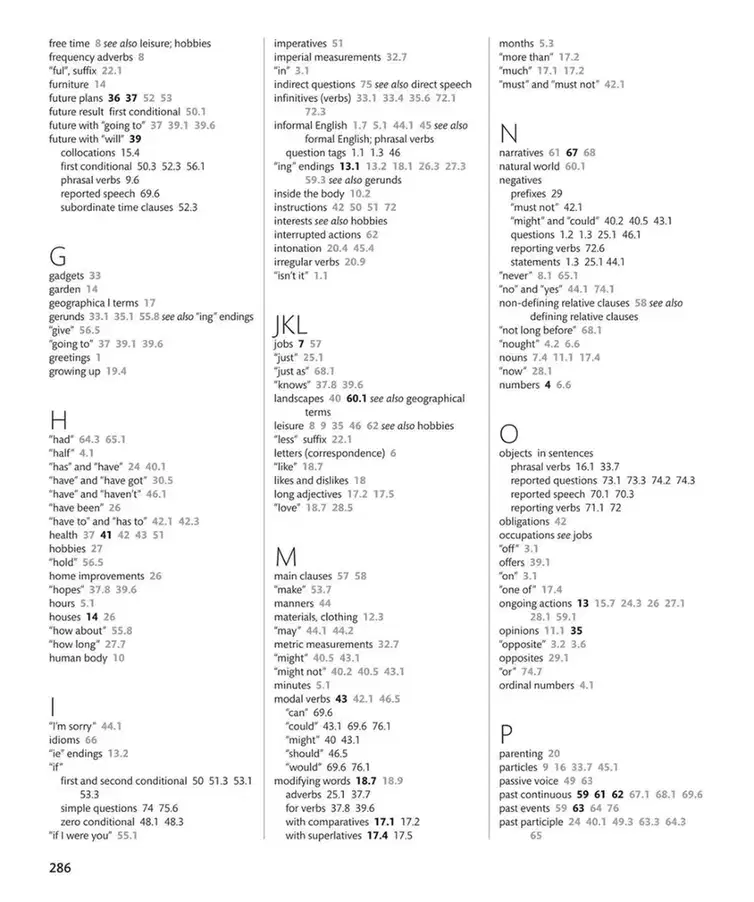 free time 8 see also leisure; hobbies
frequency adverbs 8
“ful”, suffix 22.1
furniture 14
future plans 36 37 52 53
future result first conditional 50.1
future with “going to” 37 39.1 39.6
future with “will” 39
collocations 15.4
first conditional 50.3 52.3 56.1
phrasal verbs 9.6
reported speech 69.6
subordinate time clauses 52.3
G
gadgets 33
garden 14
geographica l terms 17
gerunds 33.1 35.1 55.8 see also “ing” endings
“give” 56.5
“going to” 37 39.1 39.6
greetings 1
growing up 19.4
H
“had” 64.3 65.1
“half” 4.1
“has” and “have” 24 40.1
“have” and “have got” 30.5
“have” and “haven’t” 46.1
“have been” 26
“have to” and “has to” 42.1 42.3
health 37 41 42 43 51
hobbies 27
“hold” 56.5
home improvements 26
“hopes” 37.8 39.6
hours 5.1
houses 14 26
“how about” 55.8
“how long” 27.7
human body 10
I
“I’m sorry” 44.1
idioms 66
“ie” endings 13.2
“if”
first and second conditional 50 51.3 53.1
53.3
simple questions 74 75.6
zero conditional 48.1 48.3
“if I were you” 55.1
imperatives 51
imperial measurements 32.7
“in” 3.1
indirect questions 75 see also direct speech
infinitives (verbs) 33.1 33.4 35.6 72.1
72.3
informal English 1.7 5.1 44.1 45 see also
formal English; phrasal verbs
question tags 1.1 1.3 46
“ing” endings 13.1 13.2 18.1 26.3 27.3
59.3 see also gerunds
inside the body 10.2
instructions 42 50 51 72
interests see also hobbies
interrupted actions 62
intonation 20.4 45.4
irregular verbs 20.9
“isn’t it” 1.1
JKL
jobs 7 57
“just” 25.1
“just as” 68.1
“knows” 37.8 39.6
landscapes 40 60.1 see also geographical
terms
leisure 8 9 35 46 62 see also hobbies
“less” suffix 22.1
letters (correspondence) 6
“like” 18.7
likes and dislikes 18
long adjectives 17.2 17.5
“love” 18.7 28.5
M
main clauses 57 58
“make” 53.7
manners 44
materials, clothing 12.3
“may” 44.1 44.2
metric measurements 32.7
“might” 40.5 43.1
“might not” 40.2 40.5 43.1
minutes 5.1
modal verbs 43 42.1 46.5
“can” 69.6
“could” 43.1 69.6 76.1
“might” 40 43.1
“should” 46.5
“would” 69.6 76.1
modifying words 18.7 18.9
adverbs 25.1 37.7
for verbs 37.8 39.6
with comparatives 17.1 17.2
with superlatives 17.4 17.5
months 5.3
“more than” 17.2
“much” 17.1 17.2
“must” and “must not” 42.1
N
narratives 61 67 68
natural world 60.1
negatives
prefixes 29
“must not” 42.1
“might” and “could” 40.2 40.5 43.1
questions 1.2 1.3 25.1 46.1
reporting verbs 72.6
statements 1.3 25.1 44.1
“never” 8.1 65.1
“no” and “yes” 44.1 74.1
non-defining relative clauses 58 see also
defining relative clauses
“not long before” 68.1
“nought” 4.2 6.6
nouns 7.4 11.1 17.4
“now” 28.1
numbers 4 6.6
O
objects in sentences
phrasal verbs 16.1 33.7
reported questions 73.1 73.3 74.2 74.3
reported speech 70.1 70.3
reporting verbs 71.1 72
obligations 42
occupations see jobs
“off” 3.1
offers 39.1
“on” 3.1
“one of” 17.4
ongoing actions 13 15.7 24.3 26 27.1
28.1 59.1
opinions 11.1 35
“opposite” 3.2 3.6
opposites 29.1
“or” 74.7
ordinal numbers 4.1
P
parenting 20
particles 9 16 33.7 45.1
passive voice 49 63
past continuous 59 61 62 67.1 68.1 69.6
past events 59 63 64 76
past participle 24 40.1 49.3 63.3 64.3
65
286